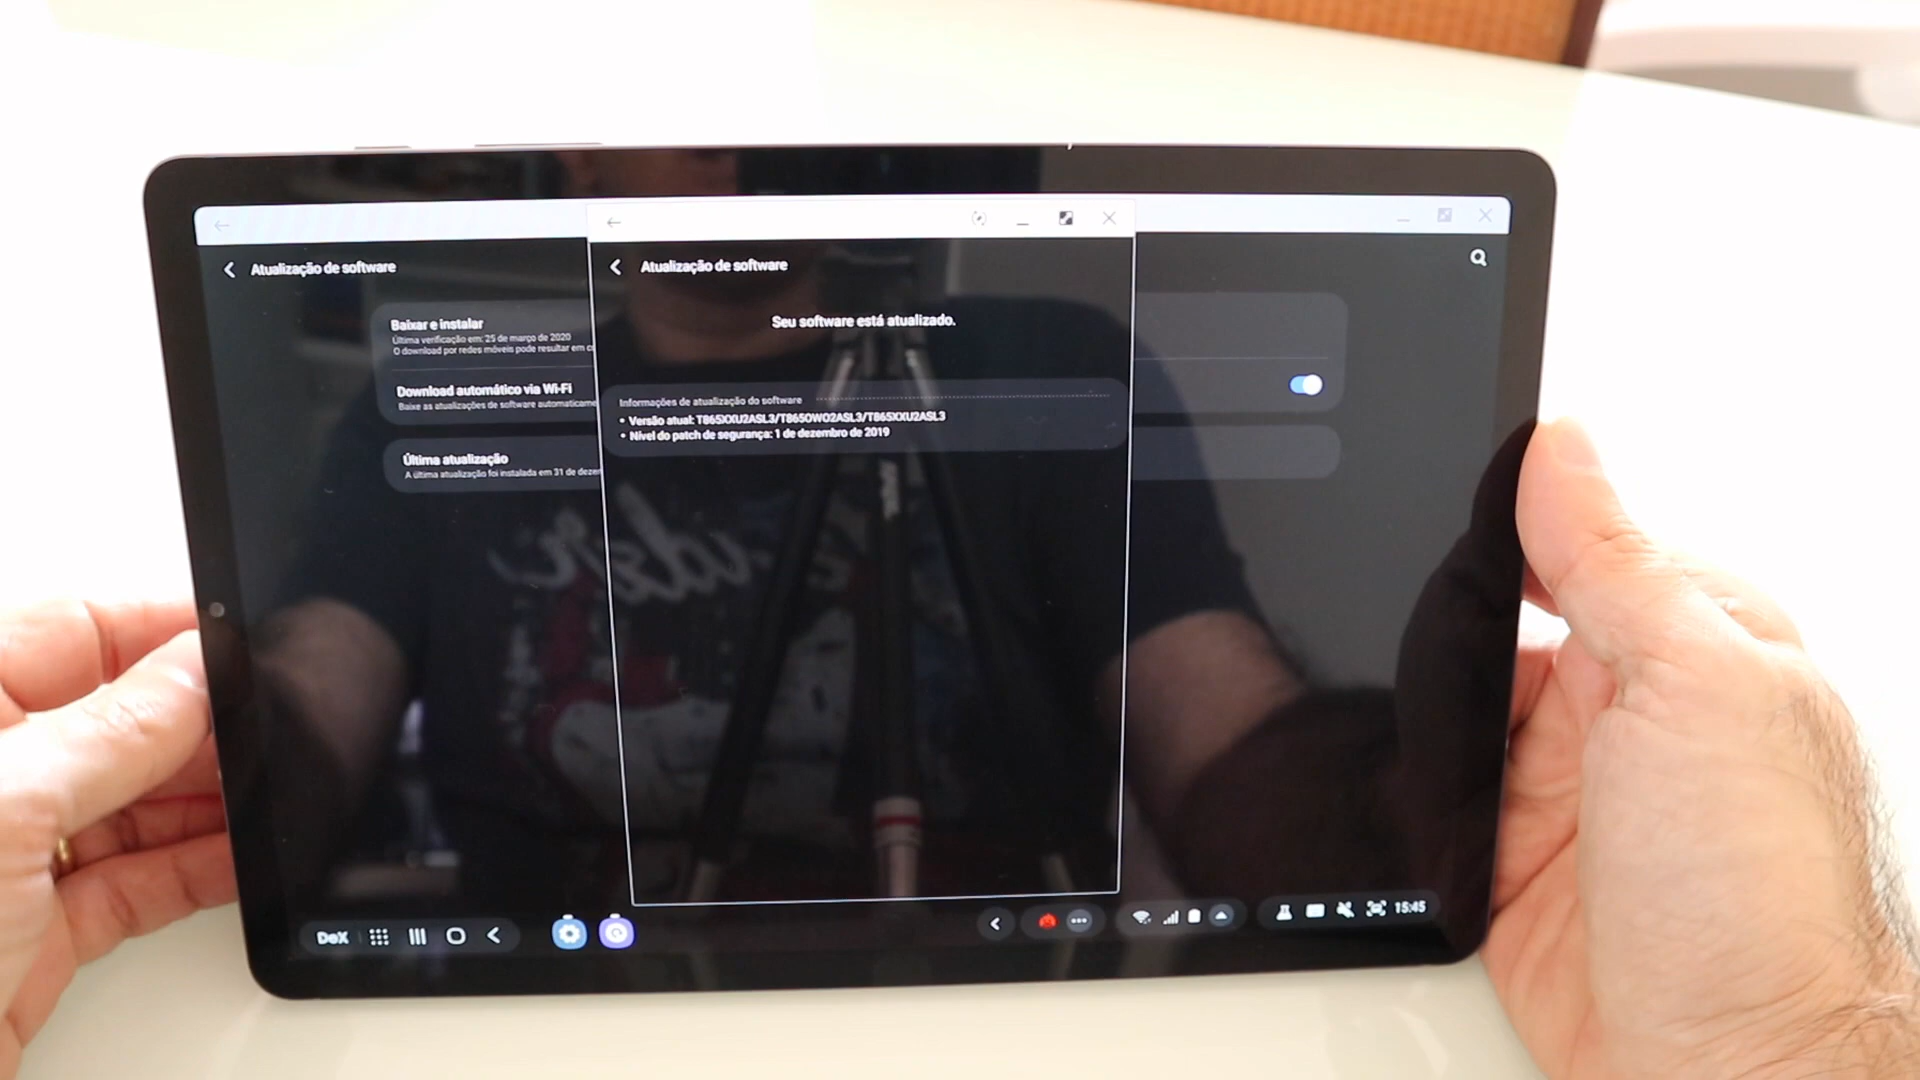 Atualização de software
Baixar e instalar
Última verificação em: 25 de março de 2020
O download por redes móveis pode resultar em
Download automático via Wi-Fi
Baixe as atualizações de software
Última atualização
A última atualização foi instalada em 31 de
Atualização de software
Seu software está atualizado.
Informações de atualização do software
• Versão atual: T865XXU2ASL3/T865OWO2ASL3/T865XXU2ASL3
• Nível do patch de segurança: 1 de dezembro de 2019
DeX
15:45